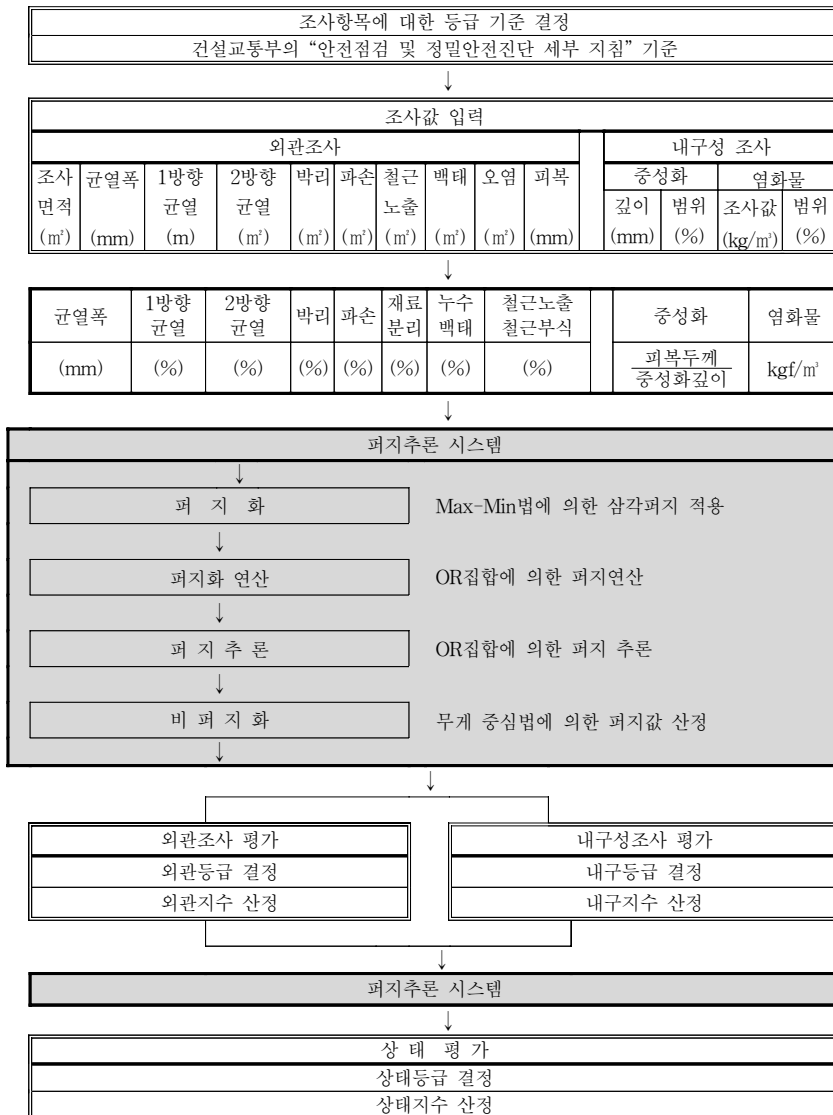 조사항목에 대한 등급 기준 결정
건설교통부의 “안전점검 및 정밀안전진단 세부 지침” 기준
↓
조사값 입력
외관조사 내구성 조사
조사 균열폭 1방향 2방향 박리 파손 철근 백태 오염 피복 중성화 염화물
면적 균열 균열 노출 깊이 범위 조사값 범위
(㎡) (mm) (m) (㎡) (㎡) (㎡) (㎡) (㎡) (㎡) (mm) (mm) (%) (kg/㎥) (%)
↓
균열폭 1방향 2방향 박리 파손 재료 누수 철근노출 중성화 염화물
균열 균열 분리 백태 철근부식
(mm) (%) (%) (%) (%) (%) (%) (%) 피복두께 kgf/㎥
중성화깊이
↓
퍼지추론 시스템
↓
퍼 지 화 Max-Min법에 의한 삼각퍼지 적용
↓
퍼지화 연산 OR집합에 의한 퍼지연산
↓
퍼 지 추 론 OR집합에 의한 퍼지 추론
↓
비 퍼 지 화 무게 중심법에 의한 퍼지값 산정
↓
↓
외관조사 평가 내구성조사 평가
외관등급 결정 내구등급 결정
외관지수 산정 내구지수 산정
↓
퍼지추론 시스템
↓
상 태 평 가
상태등급 결정
상태지수 산정